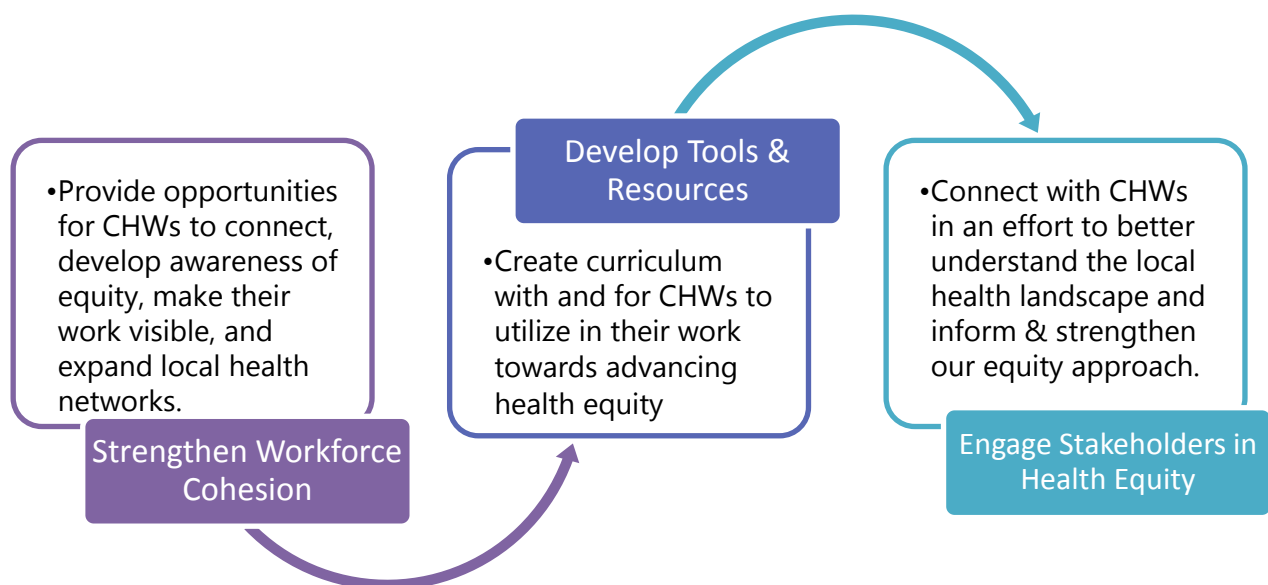 •Provide opportunities
for CHWs to connect,
develop awareness of
equity, make their
work visible, and
expand local health
networks.
Strengthen Workforce
Cohesion
Develop Tools &
Resources
•Create curriculum
with and for CHWs to
utilize in their work
towards advancing
health equity
•Connect with CHWs
in an effort to better
understand the local
health landscape and
inform & strengthen
our equity approach.
Engage Stakeholders in
Health Equity